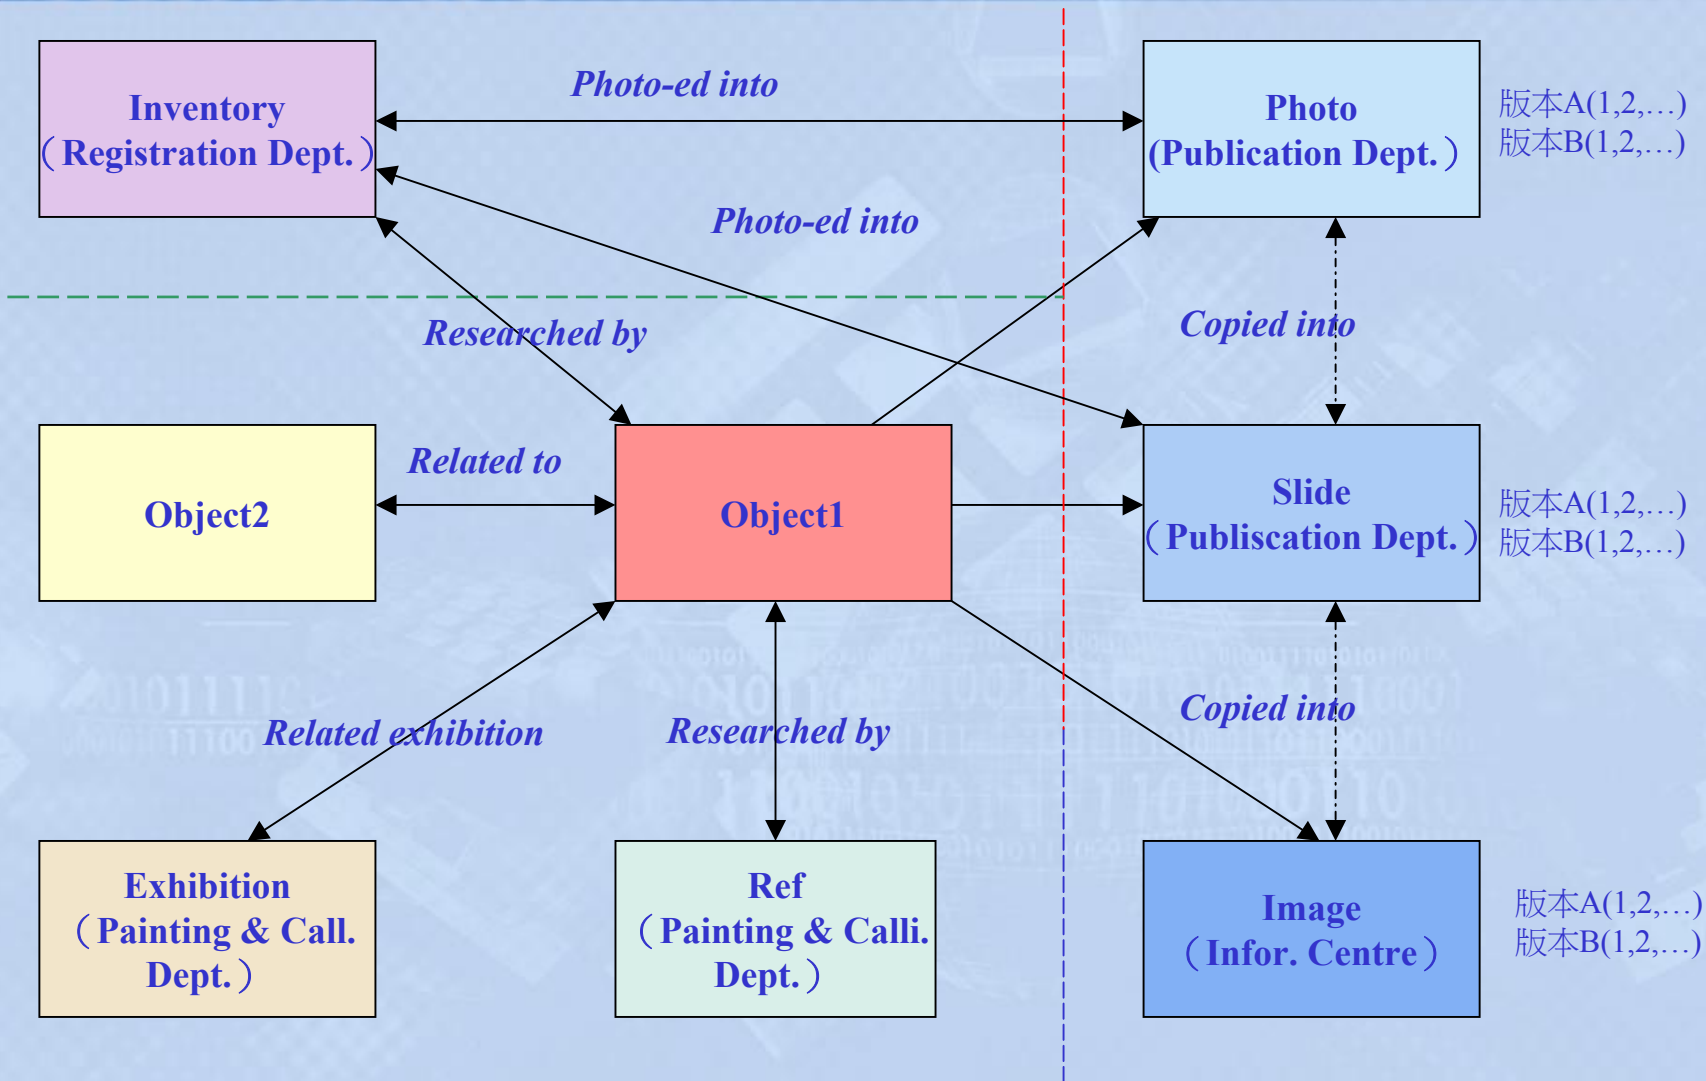 Photo-ed into
Inventory
（Registration Dept.）
Photo
(Publication Dept.）
版本A(1,2,…)
版本B(1,2,…)
Photo-ed into
Researched by
Copied into
Related to
Object2
Object1
Slide
（Publiscation Dept.）
版本A(1,2,…)
版本B(1,2,…)
Related exhibition
Researched by
Copied into
Exhibition
（Painting & Call.
Dept.）
Ref
（Painting & Calli.
Dept.）
Image
（Infor. Centre）
版本A(1,2,…)
版本B(1,2,…)